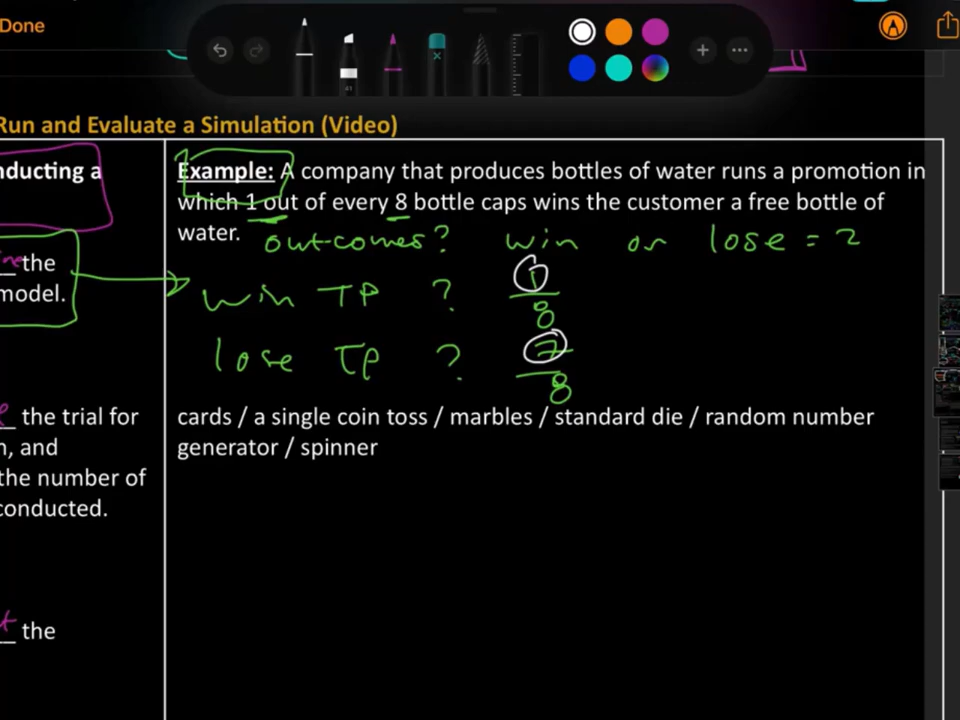 Done
41
Run and Evaluate a Simulation (Video)
nducting a
the
model.
the trial for
n, and
the number of
conducted.
the
Example: A company that produces bottles of water runs a promotion in
which 1 out of every 8 bottle caps wins the customer a free bottle of
water. outcomes? win or lose = 2
win TP ? 1/8
lose TP ? 7/8
cards / a single coin toss / marbles / standard die / random number
generator / spinner